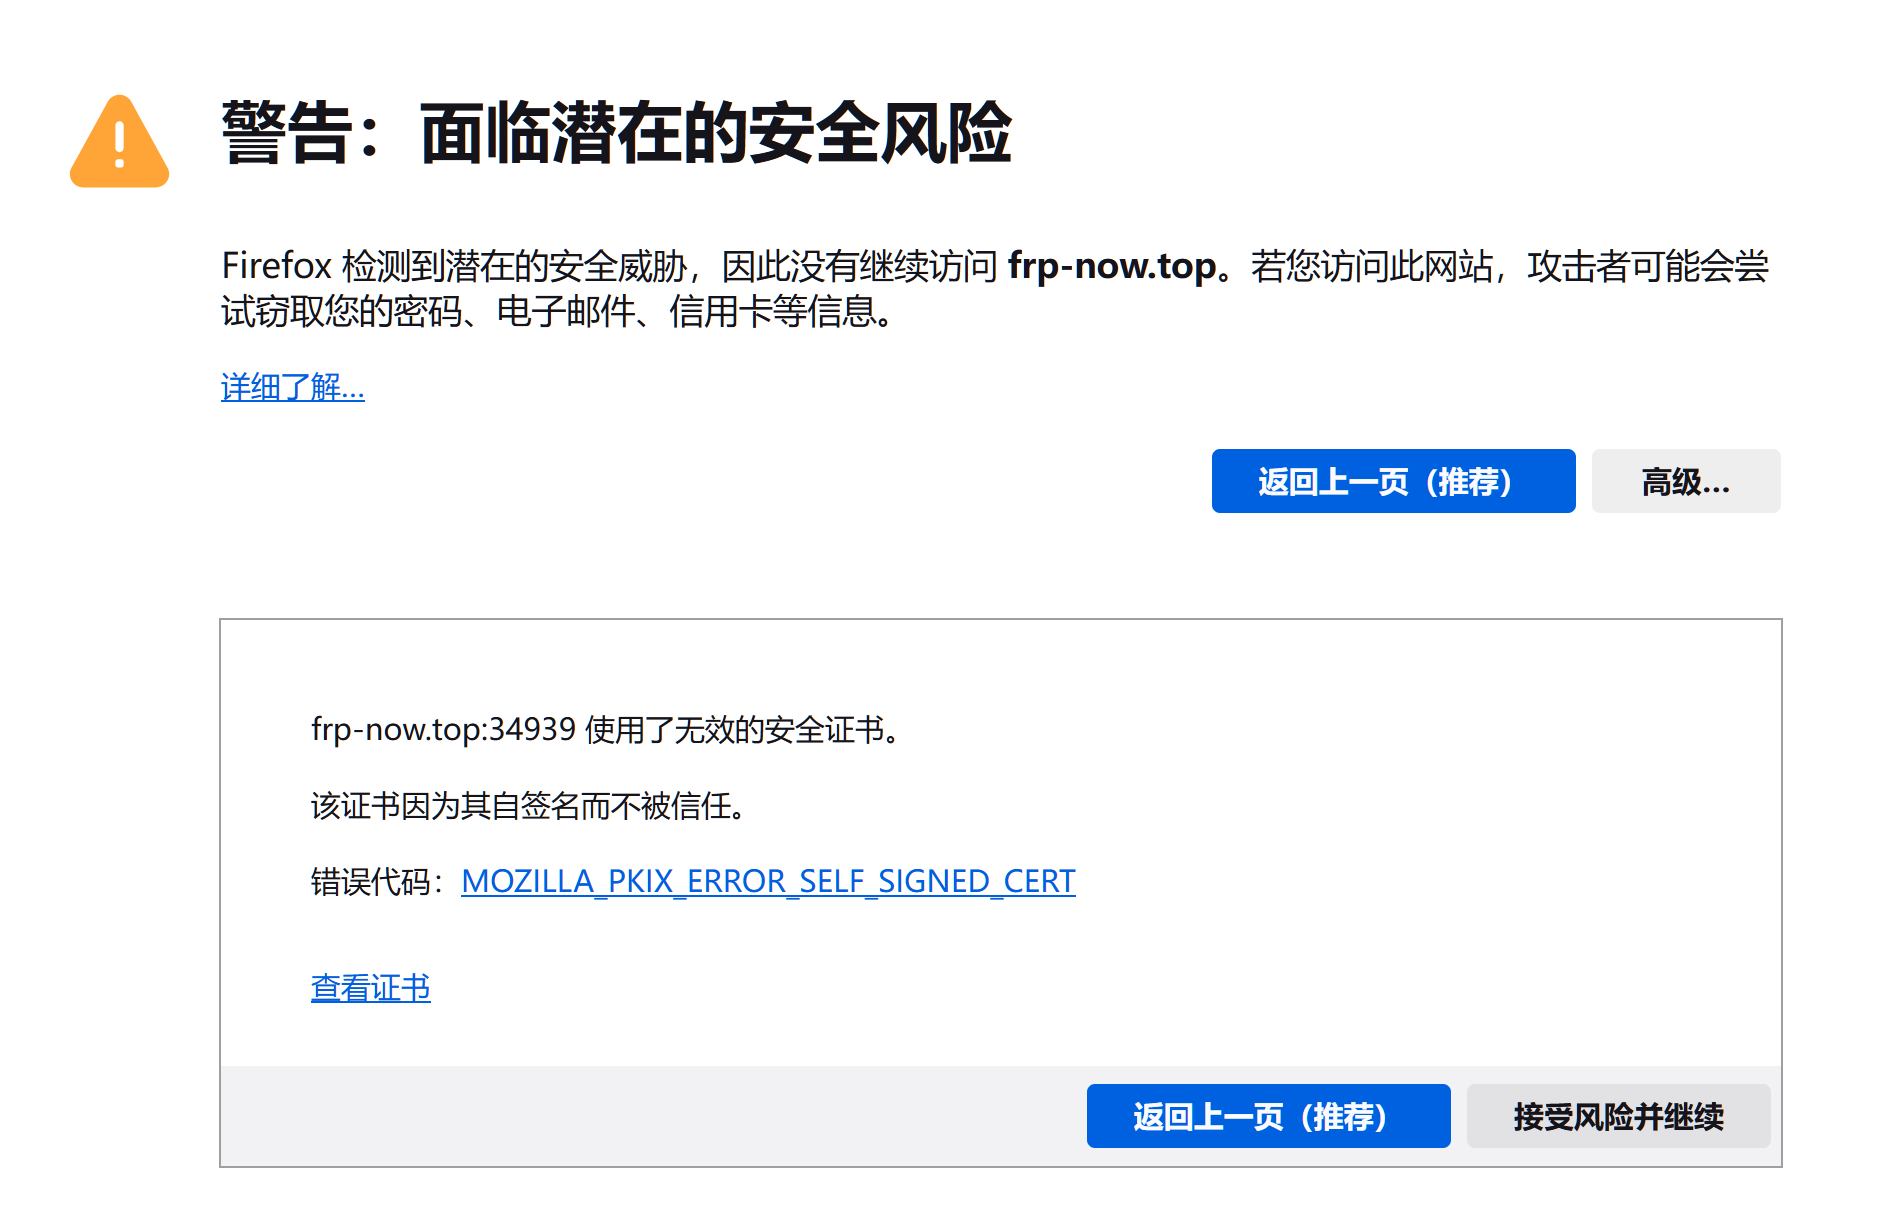 警告：面临潜在的安全风险
Firefox 检测到潜在的安全威胁，因此没有继续访问 frp-now.top。若您访问此网站，攻击者可能会尝
试窃取您的密码、电子邮件、信用卡等信息。
详细了解...
返回上一页（推荐）
高级...
frp-now.top:34939 使用了无效的安全证书。
该证书因为其自签名而不被信任。
错误代码：MOZILLA_PKIX_ERROR_SELF_SIGNED_CERT
查看证书
返回上一页（推荐）
接受风险并继续